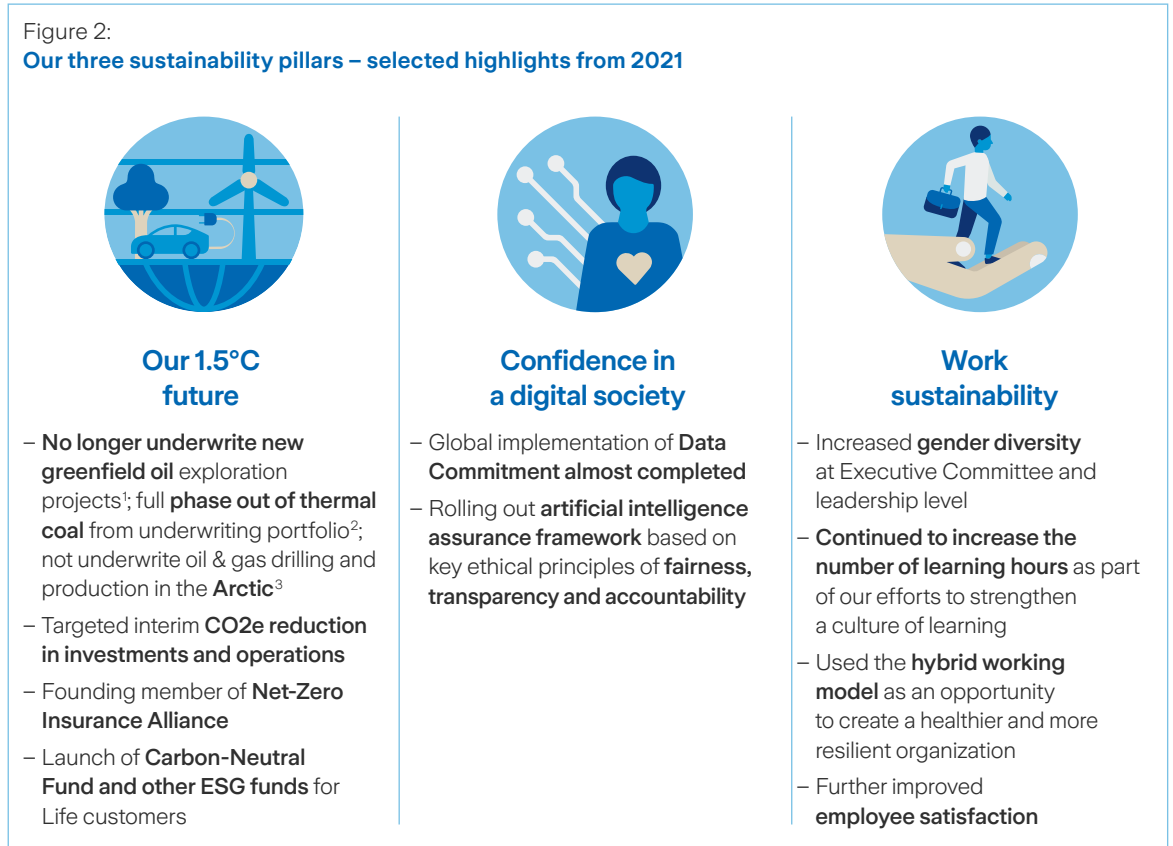 Figure 2:
Our three sustainability pillars – selected highlights from 2021
Our 1.5°C
future
– No longer underwrite new
greenfield oil exploration
projects¹; full phase out of thermal
coal from underwriting portfolio²;
not underwrite oil & gas drilling and
production in the Arctic³
– Targeted interim CO2e reduction
in investments and operations
– Founding member of Net-Zero
Insurance Alliance
– Launch of Carbon-Neutral
Fund and other ESG funds for
Life customers
Confidence in
a digital society
– Global implementation of Data
Commitment almost completed
– Rolling out artificial intelligence
assurance framework based on
key ethical principles of fairness,
transparency and accountability
Work
sustainability
– Increased gender diversity
at Executive Committee and
leadership level
– Continued to increase the
number of learning hours as part
of our efforts to strengthen
a culture of learning
– Used the hybrid working
model as an opportunity
to create a healthier and more
resilient organization
– Further improved
employee satisfaction